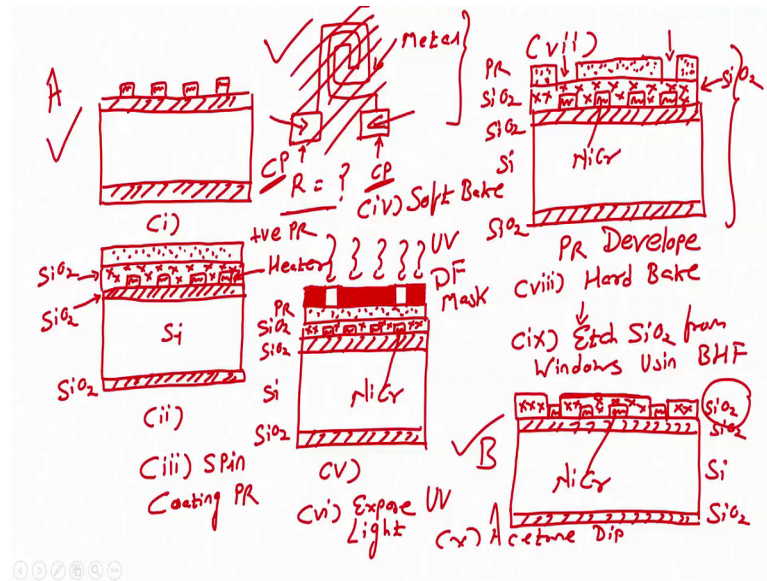 A
(i)
Metal
CP
CP
R = ?
(iv) Soft Bake
+ve PR
SiO2
Heater
SiO2
Si
SiO2
(ii)
(iii) Spin
Coating PR
UV
DF
Mask
PR
SiO2
SiO2
NiCr
Si
SiO2
(v)
(vi) Expose UV
Light
(vii)
PR
SiO2
SiO2
SiO2
Si
NiCr
SiO2
PR Develope
(viii) Hard Bake
(ix) Etch SiO2 from
Windows Usin BHF
B
SiO2
SiO2
NiCr
Si
SiO2
(x) Acetone Dip